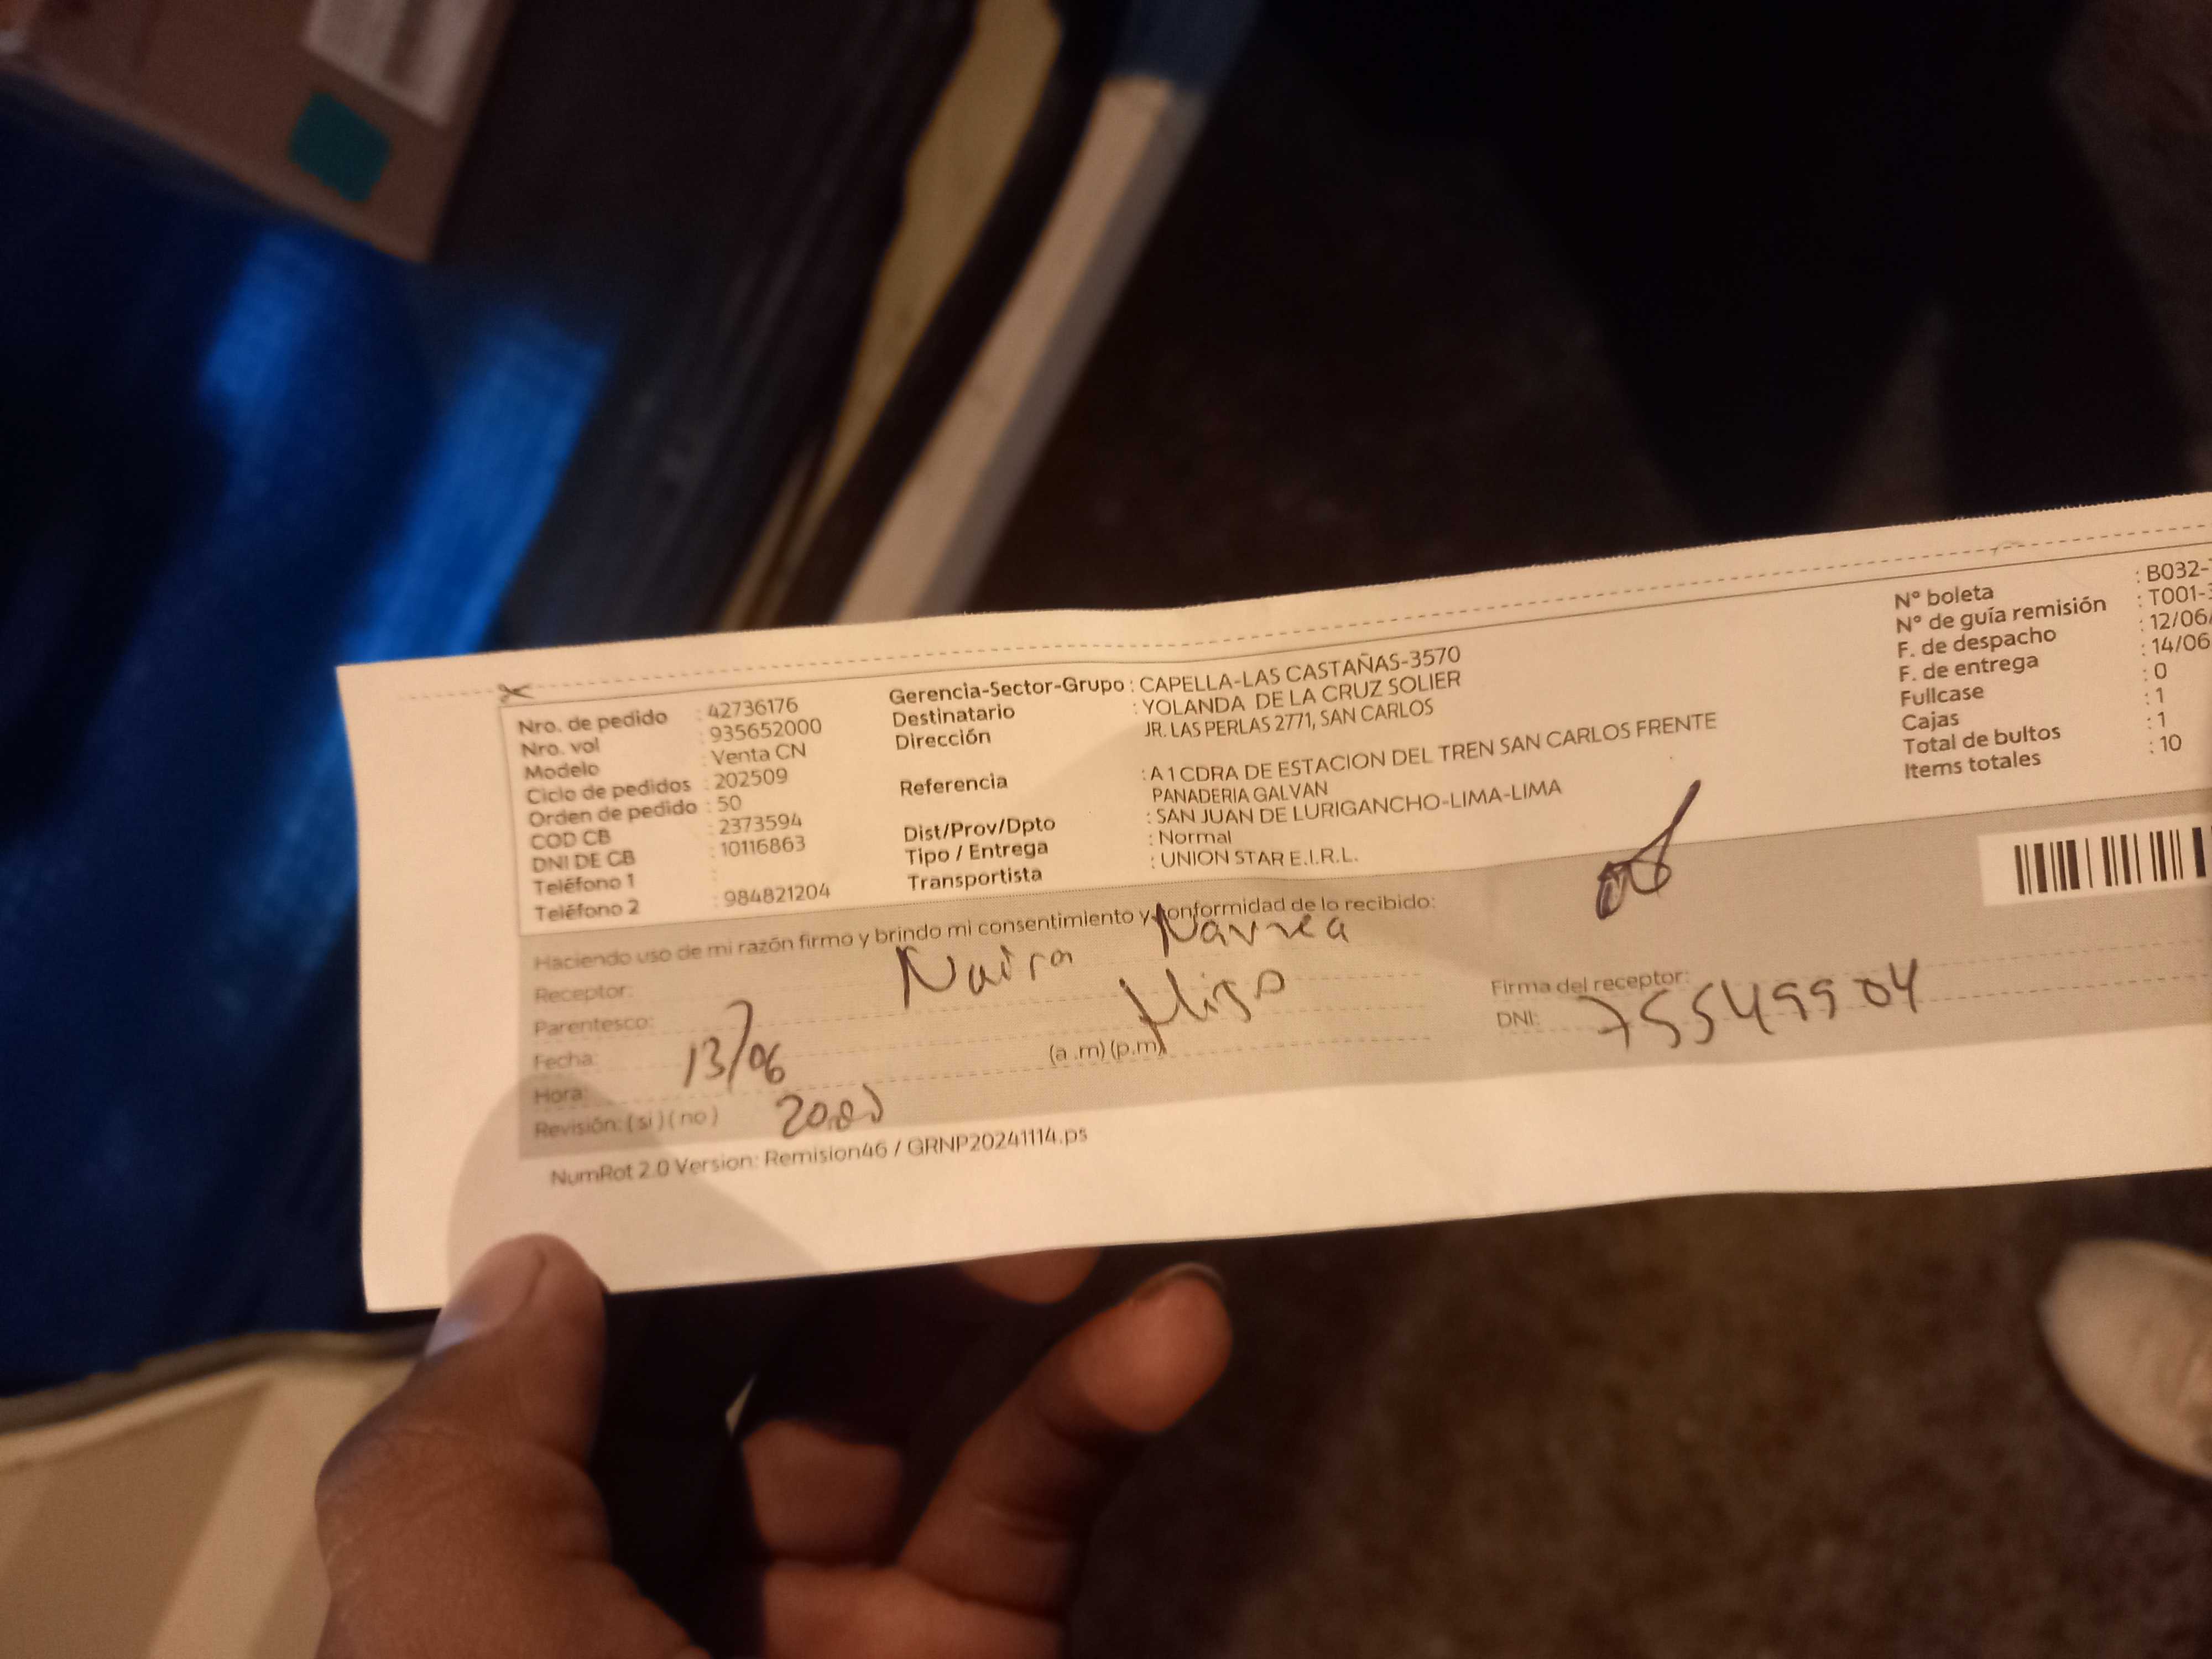 Nro. de pedido : 42736176
Nro. vol : 935652000
Modelo : Venta CN
Ciclo de pedidos : 202509
Orden de pedido : 50
COD CB : 2373594
DNI DE CB : 10116863
Teléfono 1 :
Teléfono 2 : 984821204
Gerencia-Sector-Grupo : CAPELLA-LAS CASTAÑAS-3570
Destinatario : YOLANDA DE LA CRUZ SOLIER
Dirección JR. LAS PERLAS 2771, SAN CARLOS
Referencia : A 1 CDRA DE ESTACION DEL TREN SAN CARLOS FRENTE
PANADERIA GALVAN
Dist/Prov/Dpto : SAN JUAN DE LURIGANCHO-LIMA-LIMA
Tipo / Entrega : Normal
Transportista : UNION STAR E.I.R.L.
N° boleta : B032-
N° de guía remisión : T001-
F. de despacho : 12/06/
F. de entrega : 14/06
Fullcase : 0
Cajas : 1
Total de bultos : 1
Items totales : 10
Haciendo uso de mi razón firmo y brindo mi consentimiento y conformidad de lo recibido:
Receptor: Naira
Parentesco: Hija
Fecha: 13/06
Hora: 20:00 (a .m) (p.m)
Revisión: ( si ) ( no )
Firma del receptor:
DNI: 75549904
NumRot 2.0 Version: Remision46 / GRNP20241114.ps